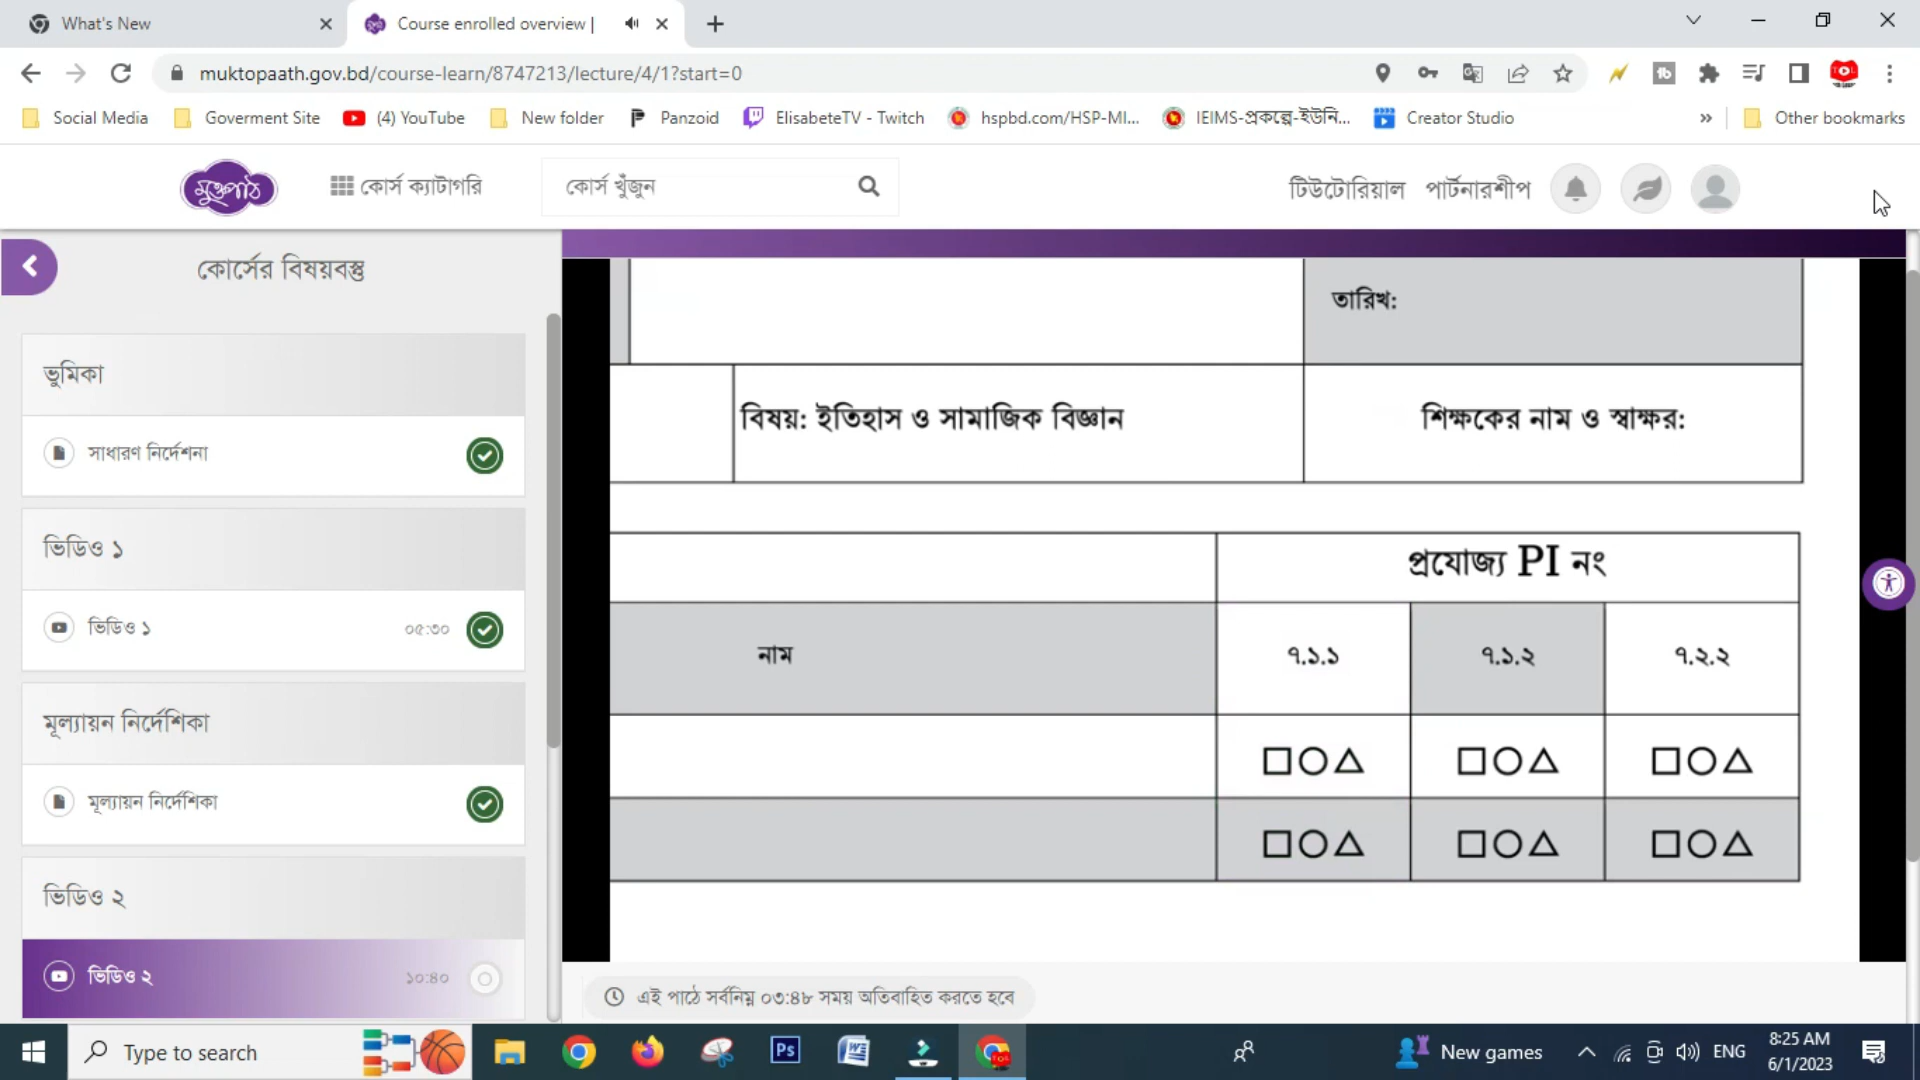 What's New
Course enrolled overview |
muktopaath.gov.bd/course-learn/8747213/lecture/4/1?start=0
Social Media
Goverment Site
(4) YouTube
New folder
Panzoid
ElisabeteTV - Twitch
hspbd.com/HSP-MI...
IEIMS-প্রকল্পে-ইউনি...
Creator Studio
»
Other bookmarks
মুক্তপাঠ
কোর্স ক্যাটাগরি
কোর্স খুঁজুন
টিউটোরিয়াল
পার্টনারশীপ
কোর্সের বিষয়বস্তু
ভূমিকা
সাধারণ নির্দেশনা
ভিডিও ১
ভিডিও ১
০৫:৩০
মূল্যায়ন নির্দেশিকা
মূল্যায়ন নির্দেশিকা
ভিডিও ২
ভিডিও ২
১০:৪০
তারিখ:
বিষয়: ইতিহাস ও সামাজিক বিজ্ঞান
শিক্ষকের নাম ও স্বাক্ষর:
প্রযোজ্য PI নং
নাম
৭.১.১
৭.১.২
৭.২.২
এই পাঠে সর্বনিম্ন ০৩:৪৮ সময় অতিবাহিত করতে হবে
Type to search
Ps
New games
ENG
8:25 AM
6/1/2023